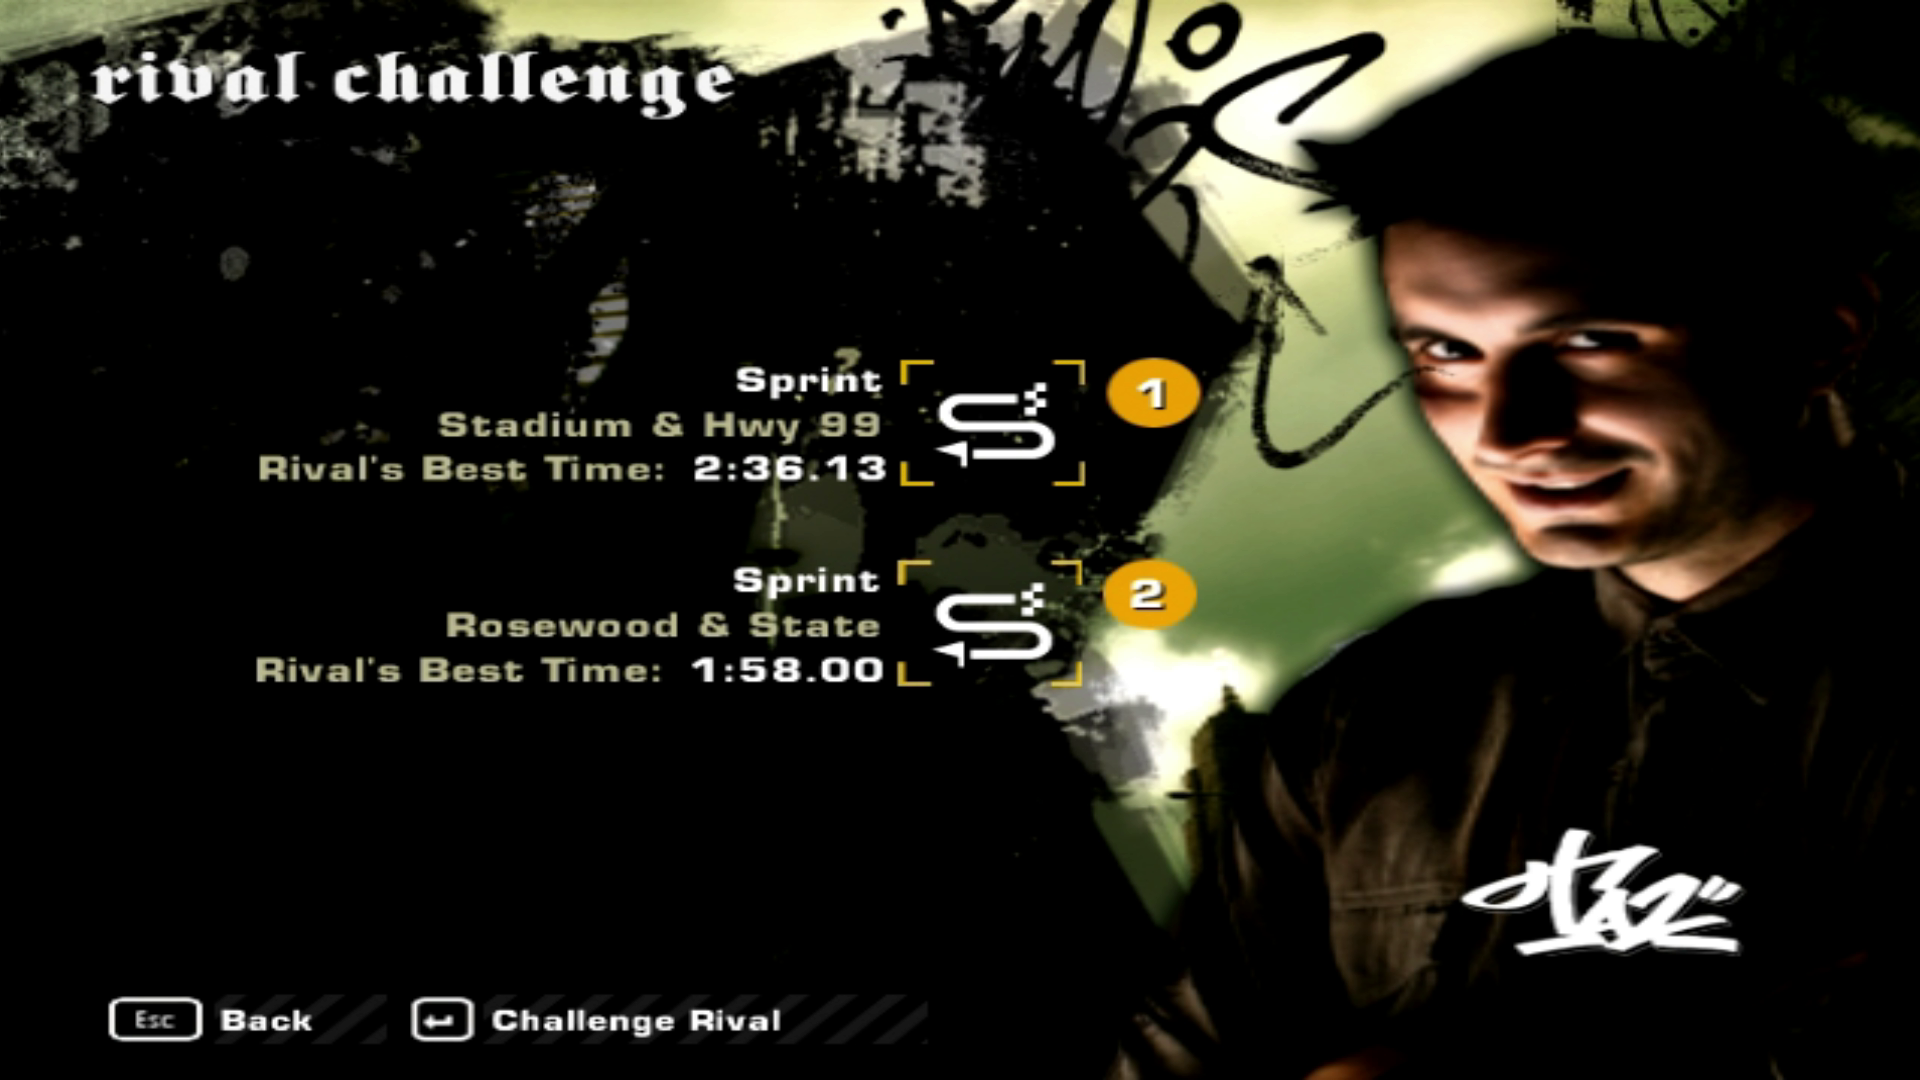 rival challenge
Sprint
Stadium & Hwy 99
Rival's Best Time: 2:36.13
1
Sprint
Rosewood & State
Rival's Best Time: 1:58.00
2
taz
Esc Back
Challenge Rival